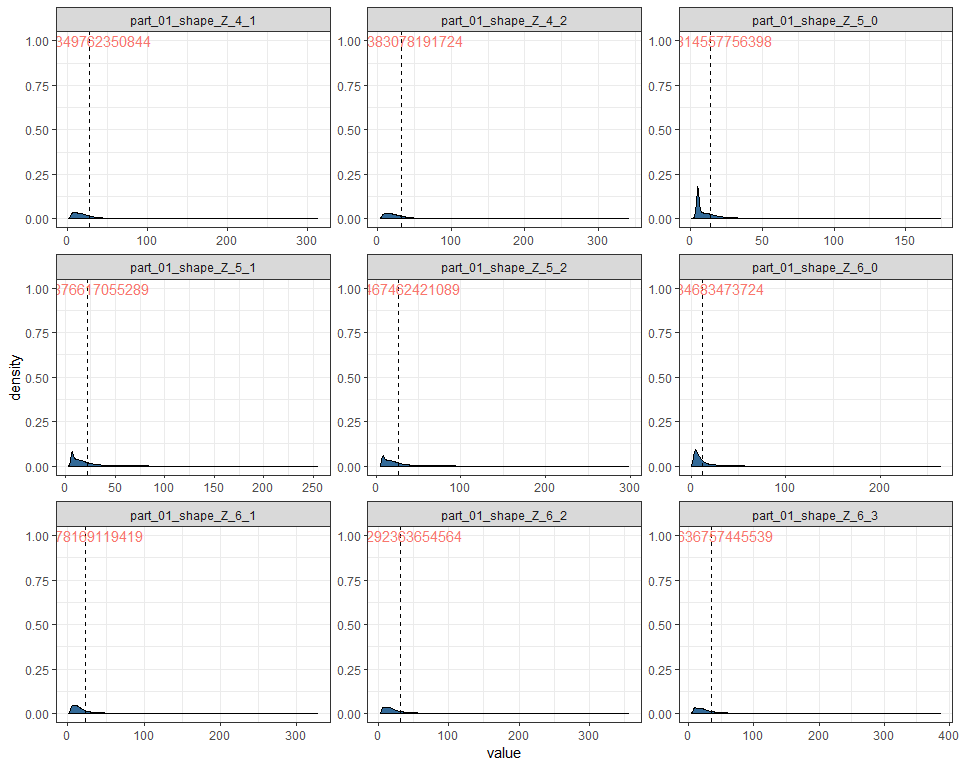 part_01_shape_Z_4_1 part_01_shape_Z_4_2 part_01_shape_Z_5_0
1.00 349762350844 1.00 383078191724 1.00 314557756398
0.75 0.75 0.75
0.50 0.50 0.50
0.25 0.25 0.25
0.00 0.00 0.00
0 100 200 300 0 100 200 300 0 50 100 150
part_01_shape_Z_5_1 part_01_shape_Z_5_2 part_01_shape_Z_6_0
1.00 376617055289 1.00 467462421089 1.00 34683473724
0.75 0.75 0.75
0.50 0.50 0.50
0.25 0.25 0.25
0.00 0.00 0.00
0 50 100 150 200 250 0 100 200 300 0 100 200
part_01_shape_Z_6_1 part_01_shape_Z_6_2 part_01_shape_Z_6_3
1.00 78169119419 1.00 292363654564 1.00 636757445539
0.75 0.75 0.75
0.50 0.50 0.50
0.25 0.25 0.25
0.00 0.00 0.00
0 100 200 300 0 100 200 300 0 100 200 300 400
density
value